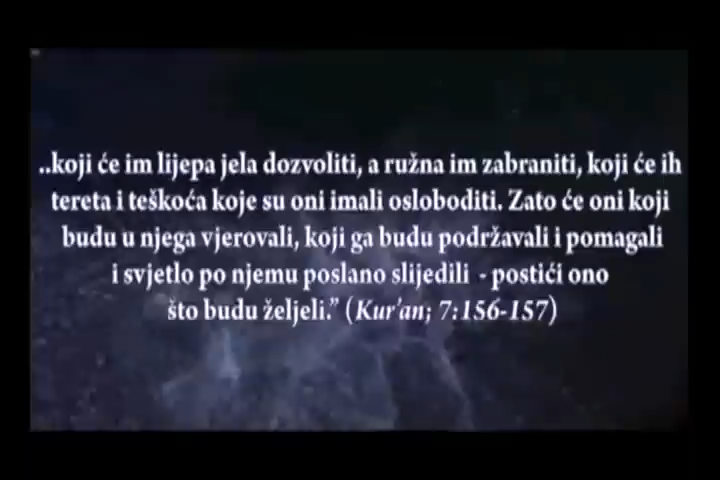 ..koji će im lijepa jela dozvoliti, a ružna im zabraniti, koji će ih
tereta i teškoća koje su oni imali osloboditi. Zato će oni koji
budu u njega vjerovali, koji ga budu podržavali i pomagali
i svjetlo po njemu poslano slijedili - postići ono
što budu željeli.” (Kur’an; 7:156-157)